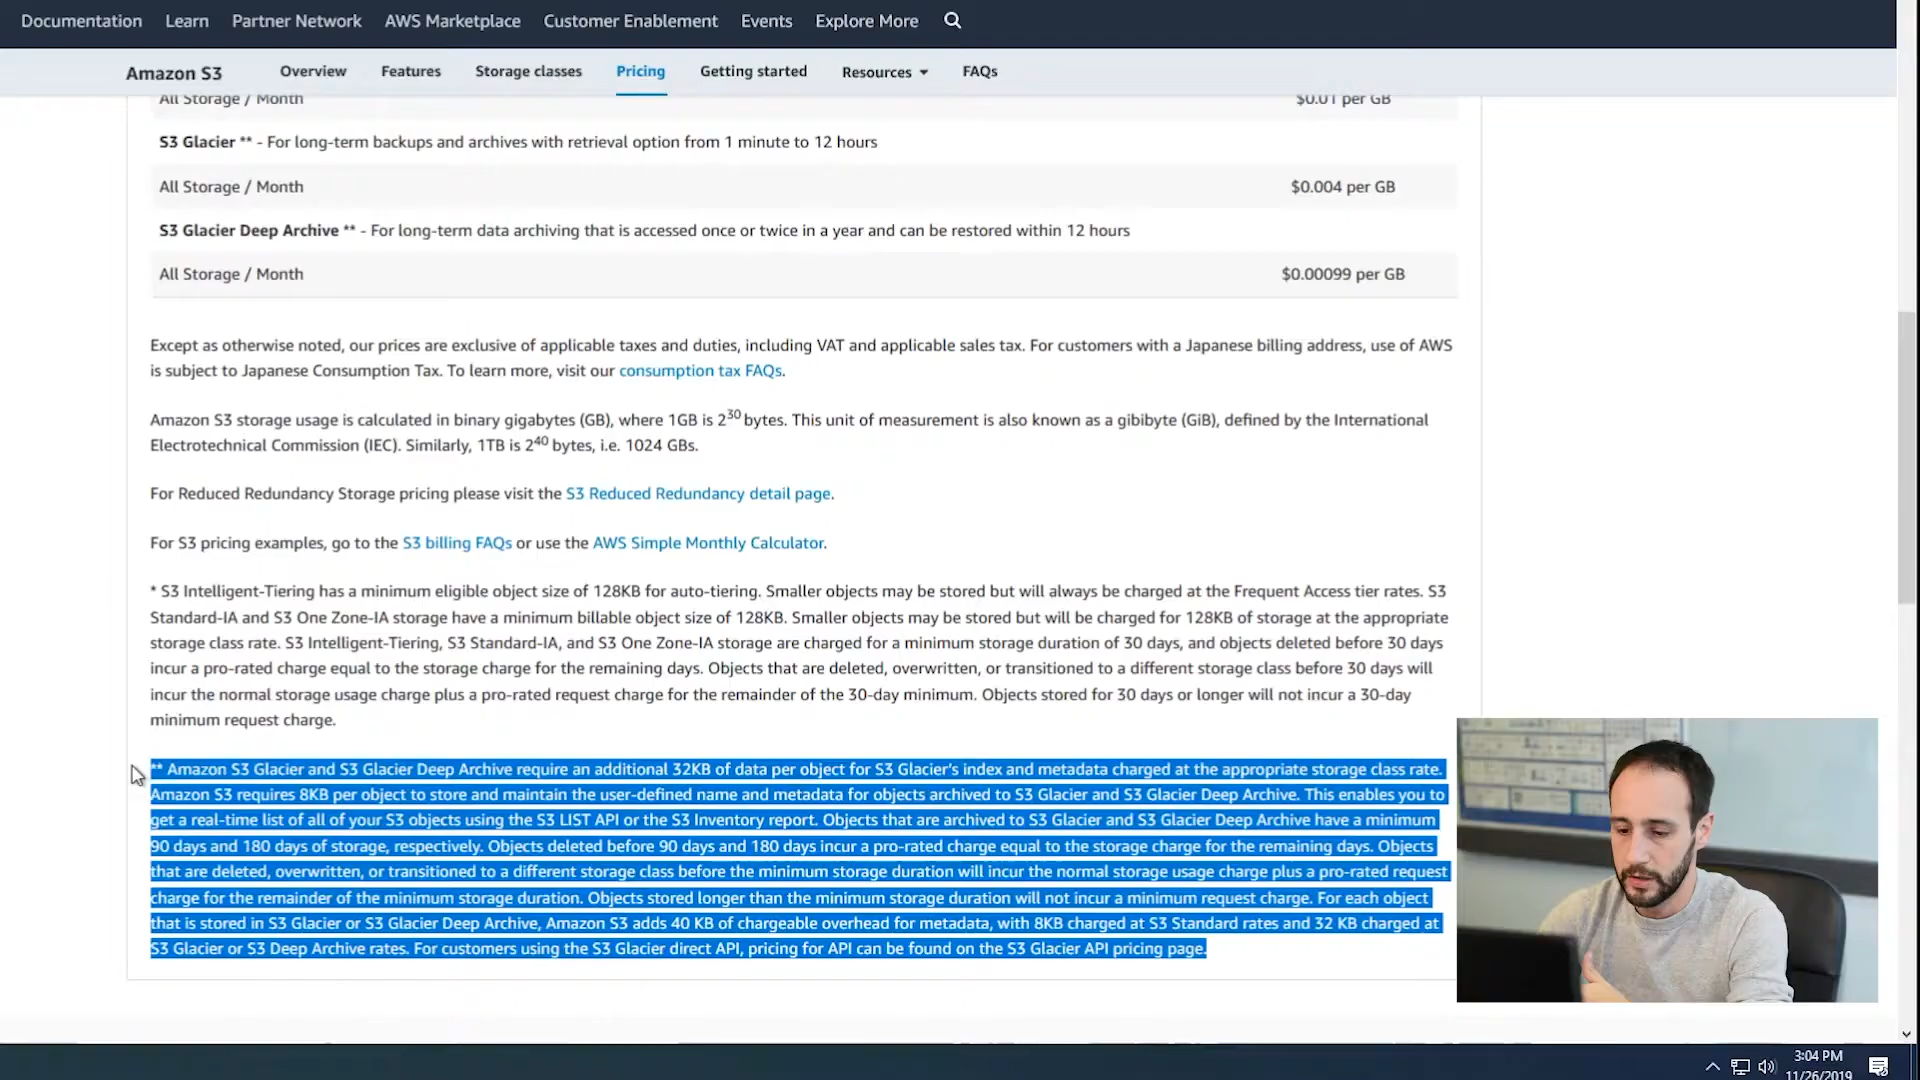 Documentation Learn Partner Network AWS Marketplace Customer Enablement Events Explore More
Amazon S3 Overview Features Storage classes Pricing Getting started Resources FAQs
All Storage / Month $0.01 per GB
S3 Glacier ** - For long-term backups and archives with retrieval option from 1 minute to 12 hours
All Storage / Month $0.004 per GB
S3 Glacier Deep Archive ** - For long-term data archiving that is accessed once or twice in a year and can be restored within 12 hours
All Storage / Month $0.00099 per GB
Except as otherwise noted, our prices are exclusive of applicable taxes and duties, including VAT and applicable sales tax. For customers with a Japanese billing address, use of AWS
is subject to Japanese Consumption Tax. To learn more, visit our consumption tax FAQs.
Amazon S3 storage usage is calculated in binary gigabytes (GB), where 1GB is 2^30 bytes. This unit of measurement is also known as a gibibyte (GiB), defined by the International
Electrotechnical Commission (IEC). Similarly, 1TB is 2^40 bytes, i.e. 1024 GBs.
For Reduced Redundancy Storage pricing please visit the S3 Reduced Redundancy detail page.
For S3 pricing examples, go to the S3 billing FAQs or use the AWS Simple Monthly Calculator.
* S3 Intelligent-Tiering has a minimum eligible object size of 128KB for auto-tiering. Smaller objects may be stored but will always be charged at the Frequent Access tier rates. S3
Standard-IA and S3 One Zone-IA storage have a minimum billable object size of 128KB. Smaller objects may be stored but will be charged for 128KB of storage at the appropriate
storage class rate. S3 Intelligent-Tiering, S3 Standard-IA, and S3 One Zone-IA storage are charged for a minimum storage duration of 30 days, and objects deleted before 30 days
incur a pro-rated charge equal to the storage charge for the remaining days. Objects that are deleted, overwritten, or transitioned to a different storage class before 30 days will
incur the normal storage usage charge plus a pro-rated request charge for the remainder of the 30-day minimum. Objects stored for 30 days or longer will not incur a 30-day
minimum request charge.
** Amazon S3 Glacier and S3 Glacier Deep Archive require an additional 32KB of data per object for S3 Glacier's index and metadata charged at the appropriate storage class rate.
Amazon S3 requires 8KB per object to store and maintain the user-defined name and metadata for objects archived to S3 Glacier and S3 Glacier Deep Archive. This enables you to
get a real-time list of all of your S3 objects using the S3 LIST API or the S3 Inventory report. Objects that are archived to S3 Glacier and S3 Glacier Deep Archive have a minimum
90 days and 180 days of storage, respectively. Objects deleted before 90 days and 180 days incur a pro-rated charge equal to the storage charge for the remaining days. Objects
that are deleted, overwritten, or transitioned to a different storage class before the minimum storage duration will incur the normal storage usage charge plus a pro-rated request
charge for the remainder of the minimum storage duration. Objects stored longer than the minimum storage duration will not incur a minimum request charge. For each object
that is stored in S3 Glacier or S3 Glacier Deep Archive, Amazon S3 adds 40 KB of chargeable overhead for metadata, with 8KB charged at S3 Standard rates and 32 KB charged at
S3 Glacier or S3 Deep Archive rates. For customers using the S3 Glacier direct API, pricing for API can be found on the S3 Glacier API pricing page.
3:04 PM
11/26/2019